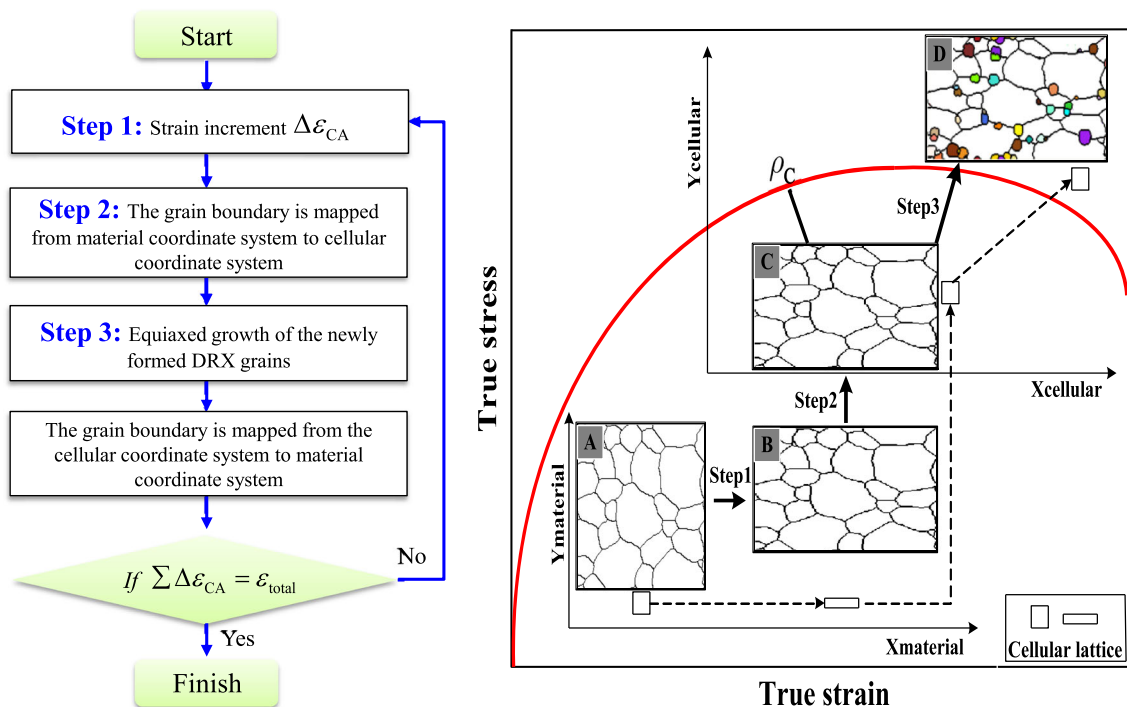 Start
Step 1: Strain increment Δε_CA
Step 2: The grain boundary is mapped
from material coordinate system to cellular
coordinate system
Step 3: Equiaxed growth of the newly
formed DRX grains
The grain boundary is mapped from the
cellular coordinate system to material
coordinate system
If ∑ Δε_CA = ε_total
No
Yes
Finish
True stress
True strain
Ycellular
Xcellular
Ymaterial
Xmaterial
A
B
C
D
ρ_C
Step1
Step2
Step3
Cellular lattice